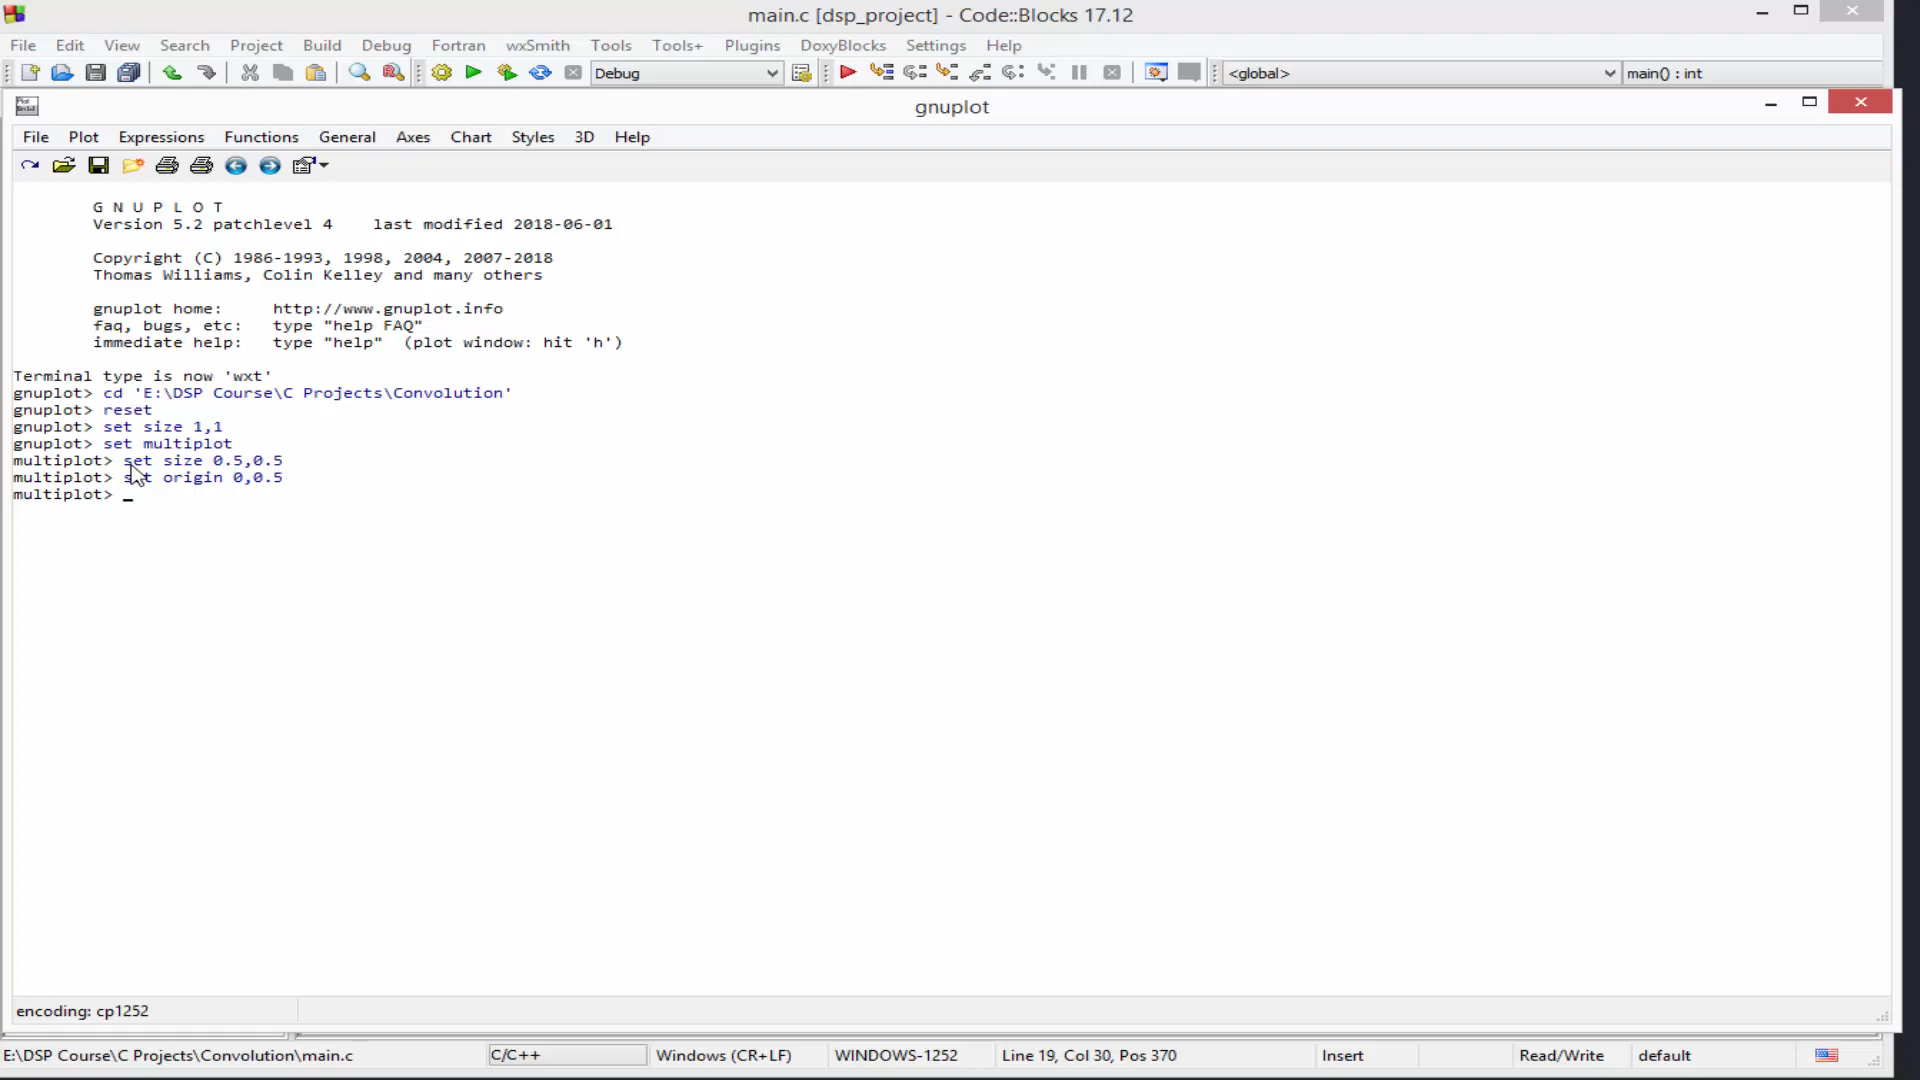 main.c [dsp_project] - Code::Blocks 17.12
File Edit View Search Project Build Debug Fortran wxSmith Tools Tools+ Plugins DoxyBlocks Settings Help
Debug <global> main() : int
gnuplot
File Plot Expressions Functions General Axes Chart Styles 3D Help
G N U P L O T
Version 5.2 patchlevel 4 last modified 2018-06-01
Copyright (C) 1986-1993, 1998, 2004, 2007-2018
Thomas Williams, Colin Kelley and many others
gnuplot home: http://www.gnuplot.info
faq, bugs, etc: type "help FAQ"
immediate help: type "help" (plot window: hit 'h')
Terminal type is now 'wxt'
gnuplot> cd 'E:\DSP Course\C Projects\Convolution'
gnuplot> reset
gnuplot> set size 1,1
gnuplot> set multiplot
multiplot> set size 0.5,0.5
multiplot> set origin 0,0.5
multiplot> _
encoding: cp1252
E:\DSP Course\C Projects\Convolution\main.c C/C++ Windows (CR+LF) WINDOWS-1252 Line 19, Col 30, Pos 370 Insert Read/Write default